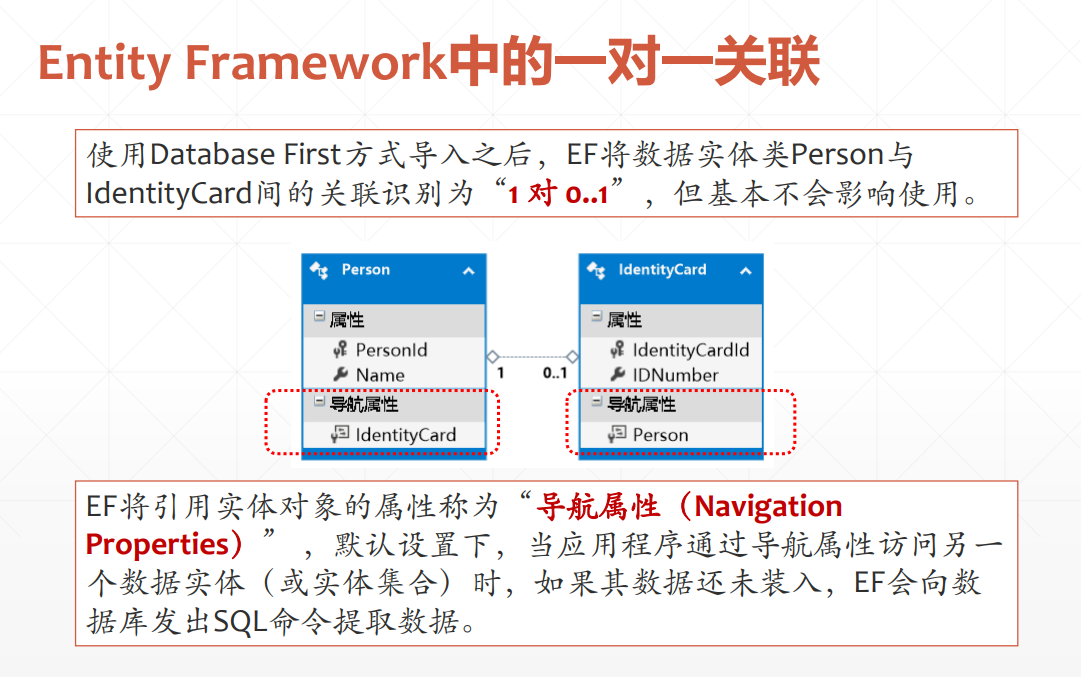 Entity Framework中的一对一关联
使用Database First方式导入之后，EF将数据实体类Person与
IdentityCard间的关联识别为“1 对 0..1”，但基本不会影响使用。
Person
属性
PersonId
Name
导航属性
IdentityCard
1
0..1
IdentityCard
属性
IdentityCardId
IDNumber
导航属性
Person
EF将引用实体对象的属性称为“导航属性（Navigation
Properties）”，默认设置下，当应用程序通过导航属性访问另一
个数据实体（或实体集合）时，如果其数据还未装入，EF会向数
据库发出SQL命令提取数据。